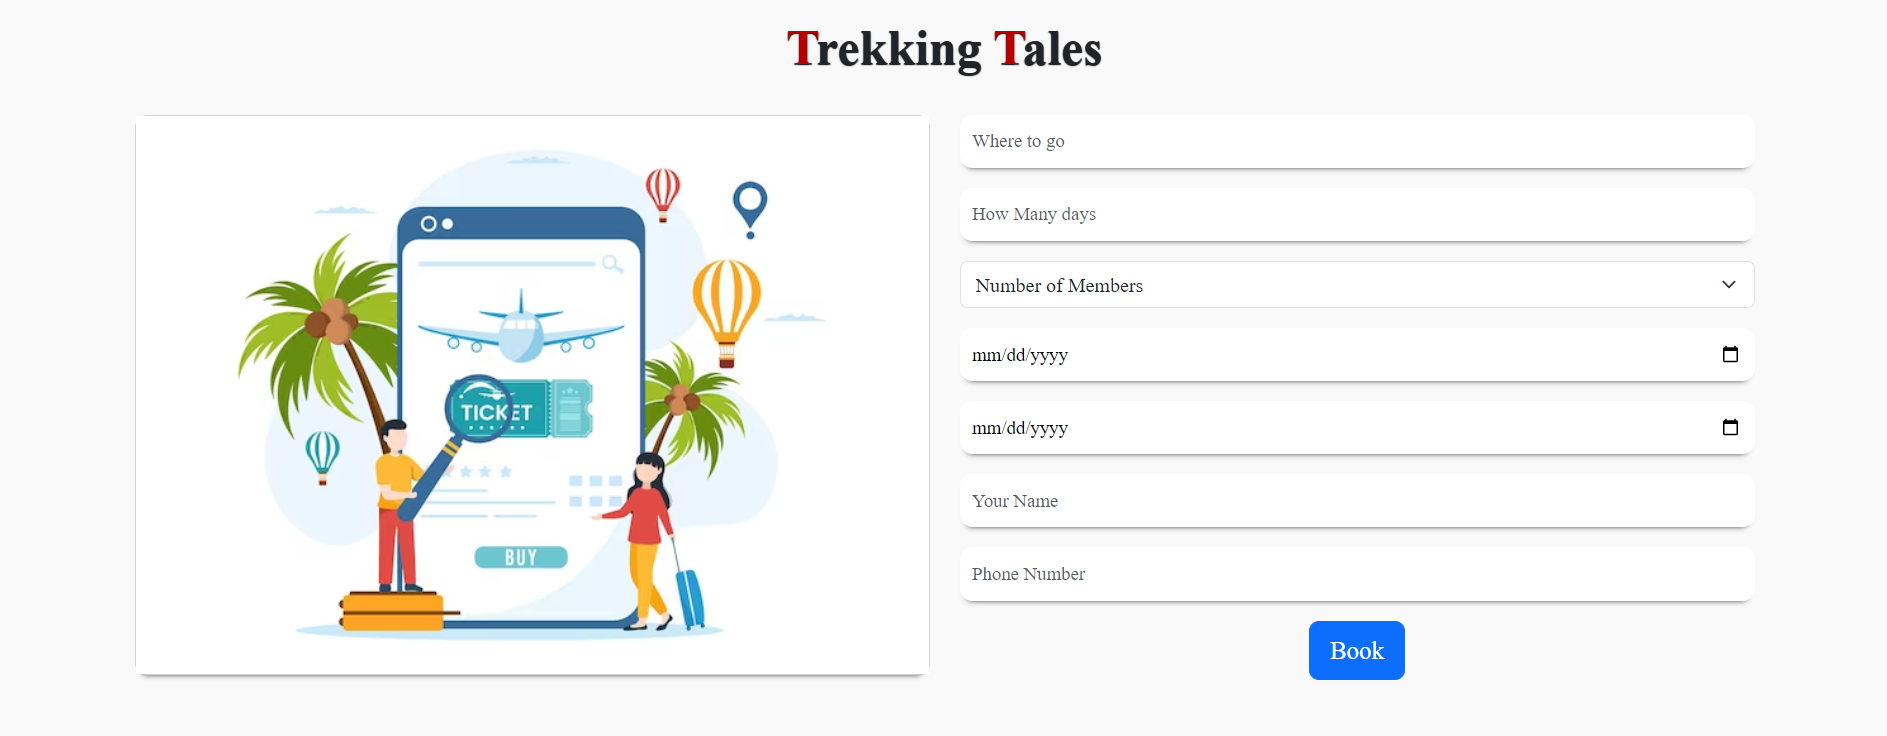 Trekking Tales
TICKET
BUY
Where to go
How Many days
Number of Members
mm/dd/yyyy
mm/dd/yyyy
Your Name
Phone Number
Book